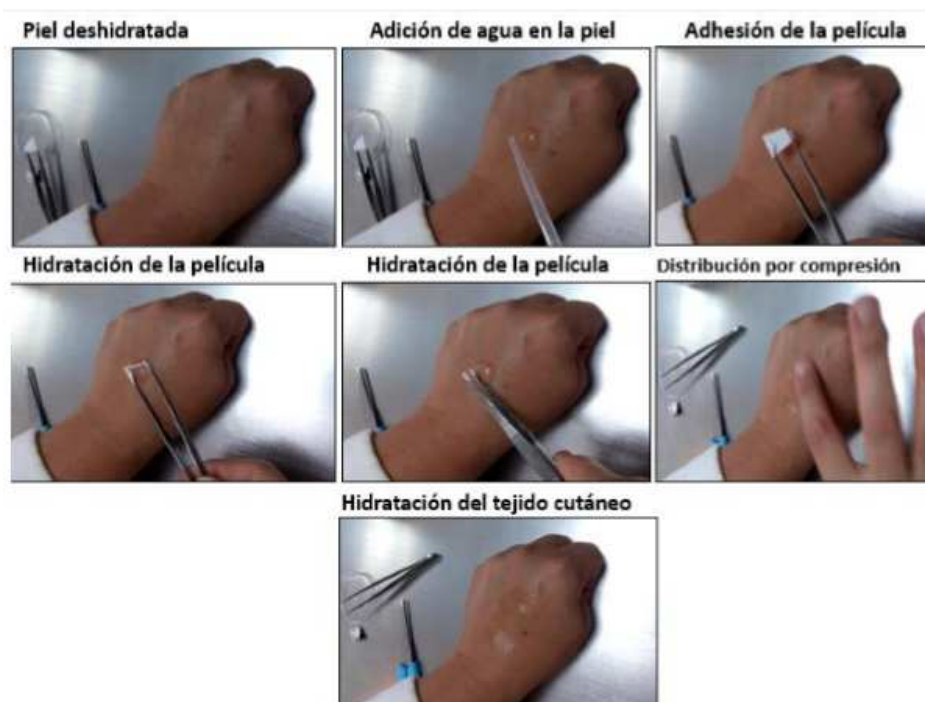 Piel deshidratada
Adición de agua en la piel
Adhesión de la película
Hidratación de la película
Hidratación de la película
Distribución por compresión
Hidratación del tejido cutáneo